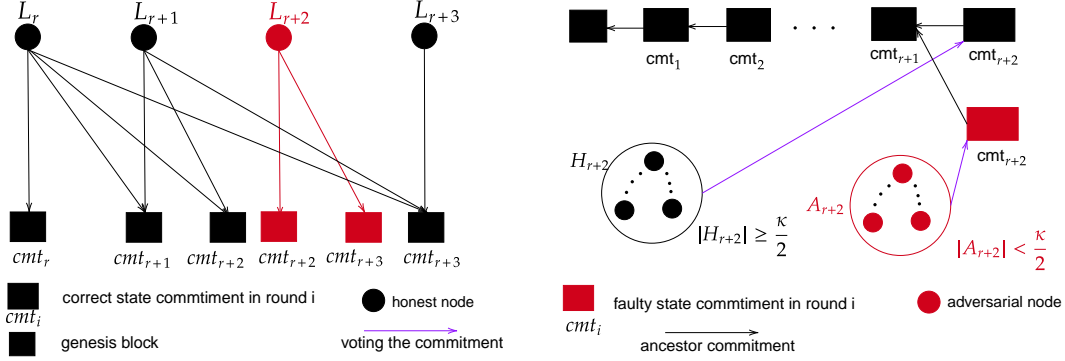 L_r L_{r+1} L_{r+2} L_{r+3}
cmt_r cmt_{r+1} cmt_{r+2} cmt_{r+2} cmt_{r+3} cmt_{r+3}
cmt_i correct state commtiment in round i
honest node
genesis block
voting the commitment
cmt_1 cmt_2 . . . cmt_{r+1} cmt_{r+2}
cmt_{r+2}
H_{r+2}
A_{r+2}
|H_{r+2}| ≥ κ/2
|A_{r+2}| < κ/2
cmt_i faulty state commtiment in round i
adversarial node
ancestor commitment